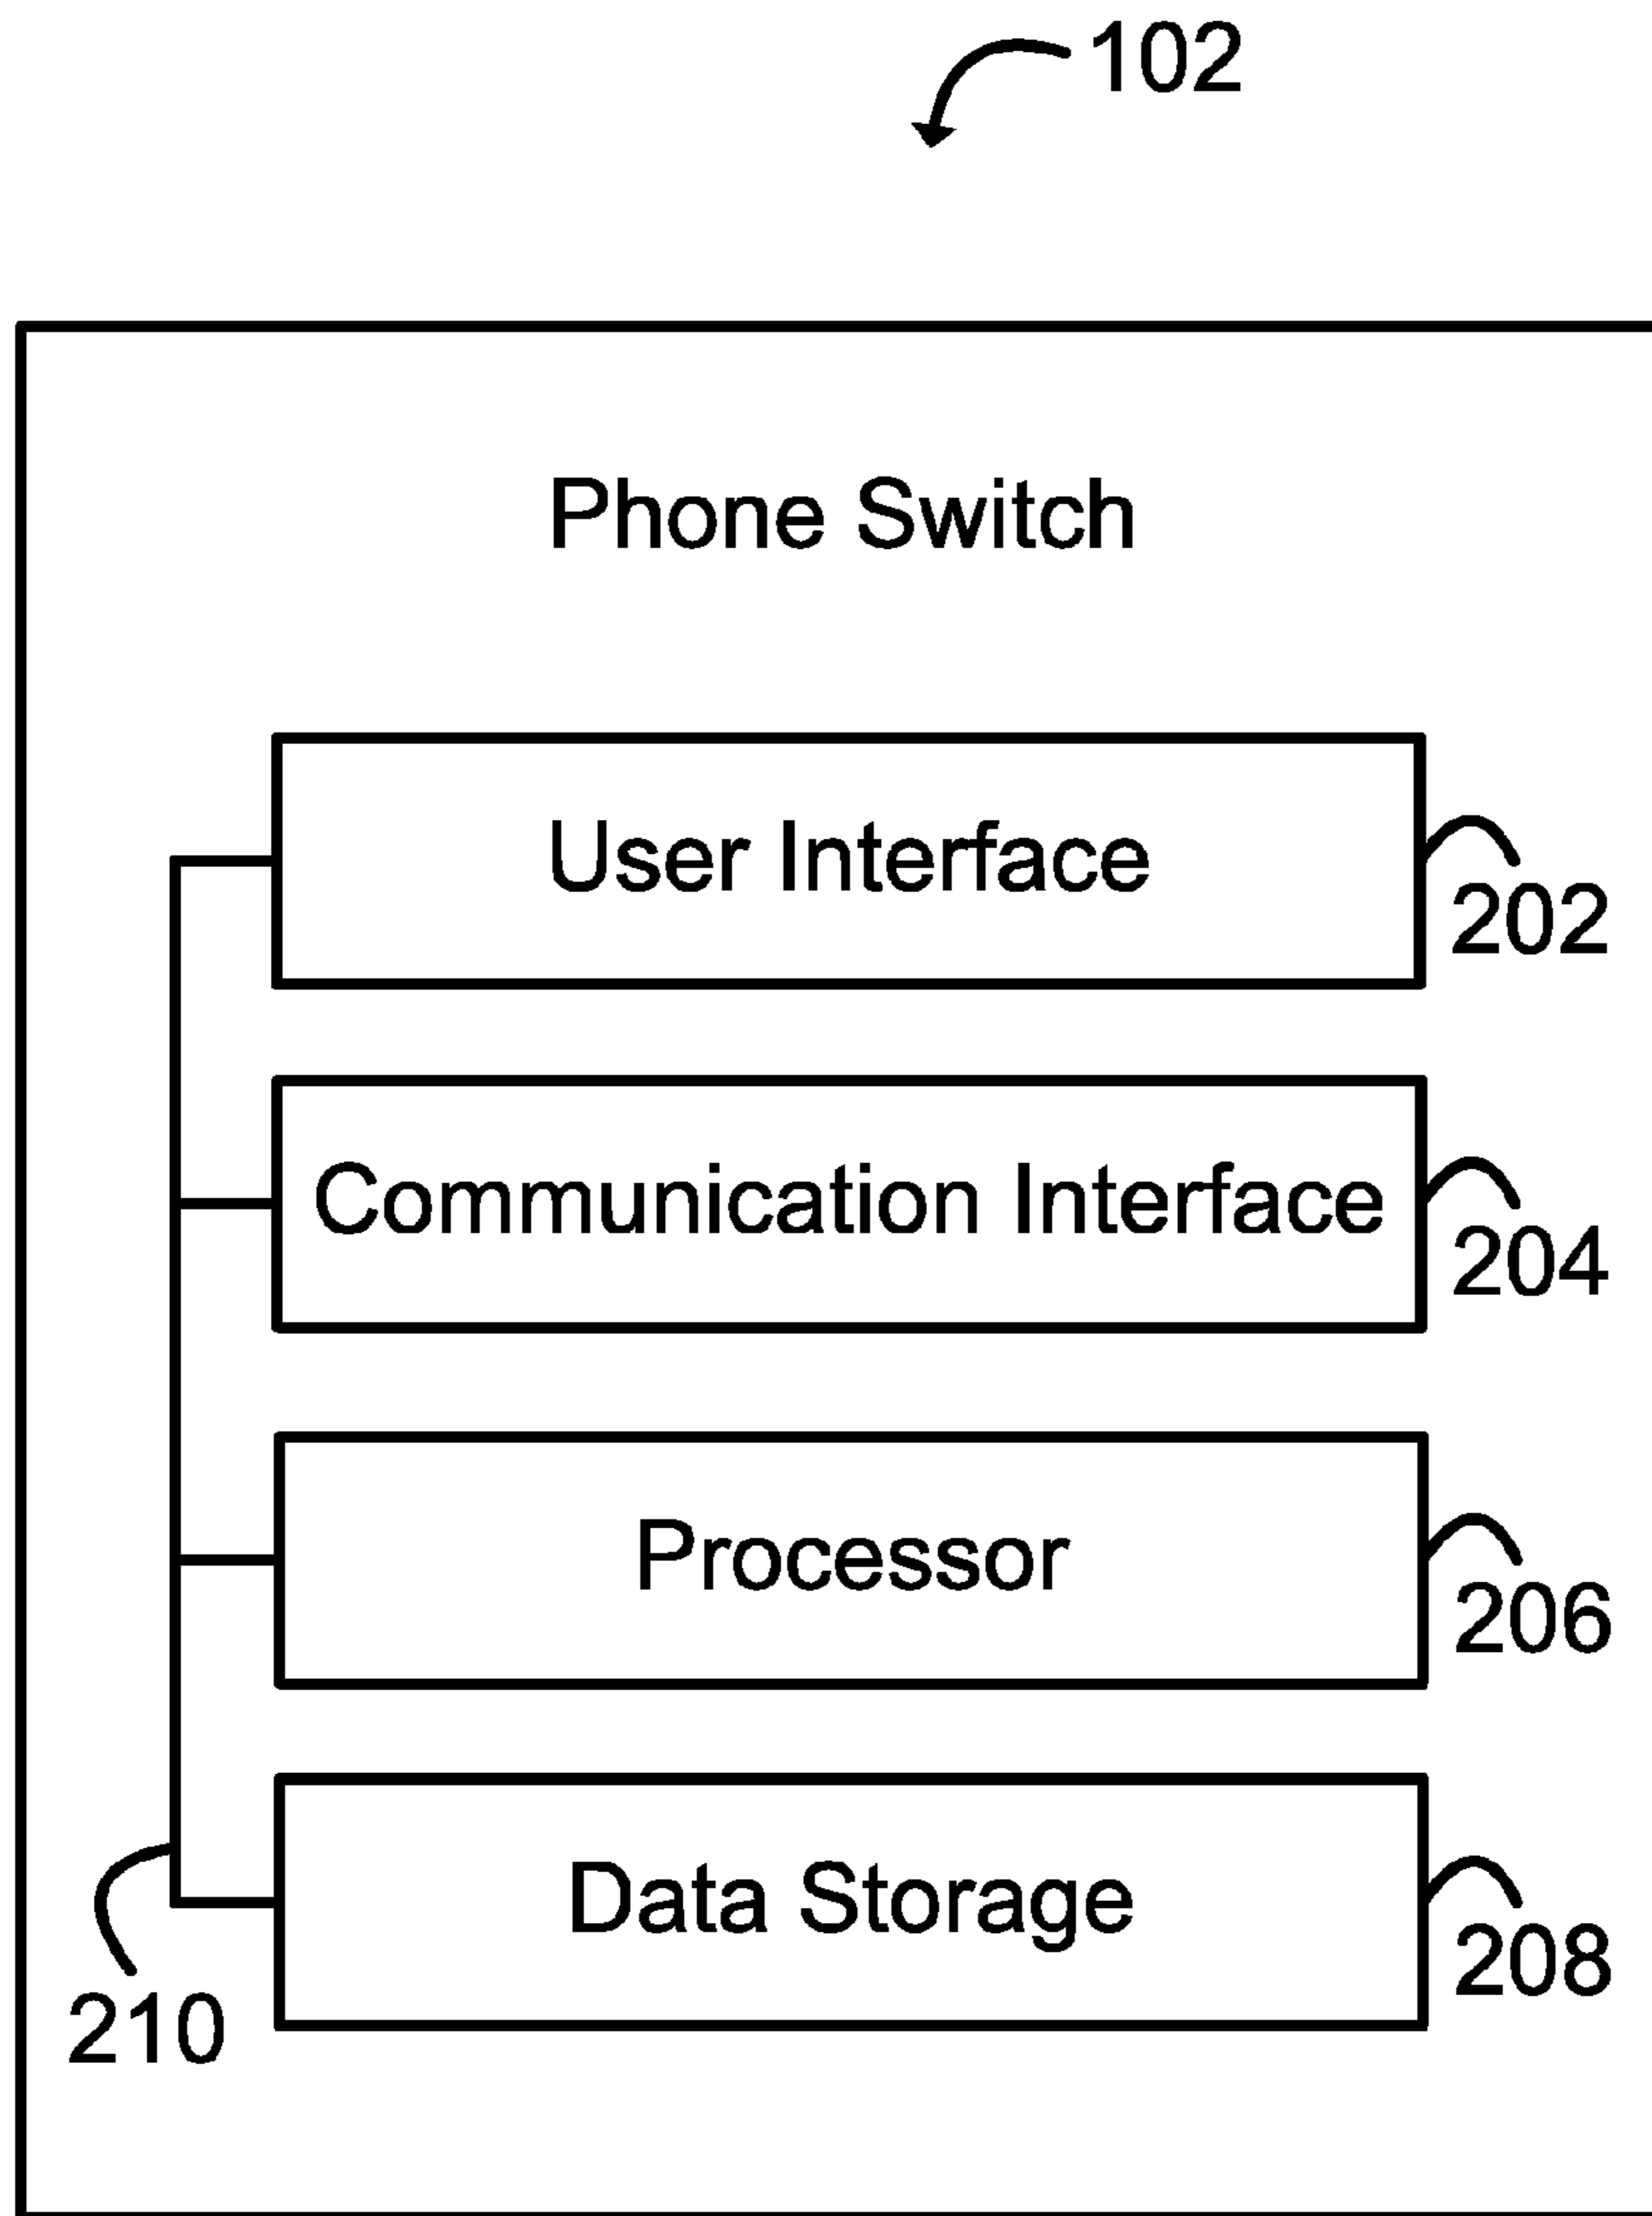 102
Phone Switch
User Interface
202
Communication Interface
204
Processor
206
Data Storage
208
210